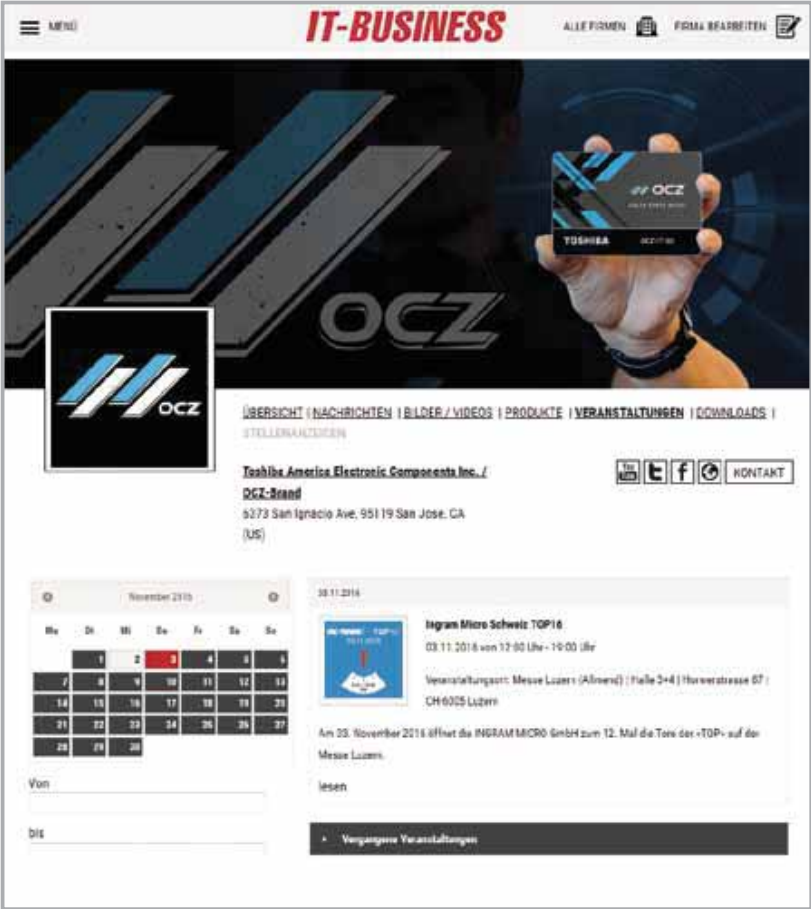 MENÜ
IT-BUSINESS
ALLE FIRMEN
FIRMA BEARBEITEN
OCZ
OCZ
TOSHIBA
OCZ
ÜBERSICHT | NACHRICHTEN | BILDER / VIDEOS | PRODUKTE | VERANSTALTUNGEN | DOWNLOADS |
STELLENANZEIGEN
Toshiba America Electronic Components Inc. /
OCZ-Brand
6373 San Ignacio Ave, 95119 San Jose, CA
(US)
You Tube
KONTAKT
November 2016
Mo Di Mi Do Fr Sa So
1 2 3 4 5 6
7 8 9 10 11 12 13
14 15 16 17 18 19 20
21 22 23 24 25 26 27
28 29 30
Von
bis
03.11.2016
Ingram Micro Schweiz TOP16
03.11.2016 von 12:00 Uhr - 19:00 Uhr
Veranstaltungsort: Messe Luzern (Allmend) | Halle 3+4 | Horwerstrasse 87 |
CH-6005 Luzern
Am 03. November 2016 öffnet die INGRAM MICRO GmbH zum 12. Mal die Tore der «TOP» auf der
Messe Luzern.
lesen
Vergangene Veranstaltungen